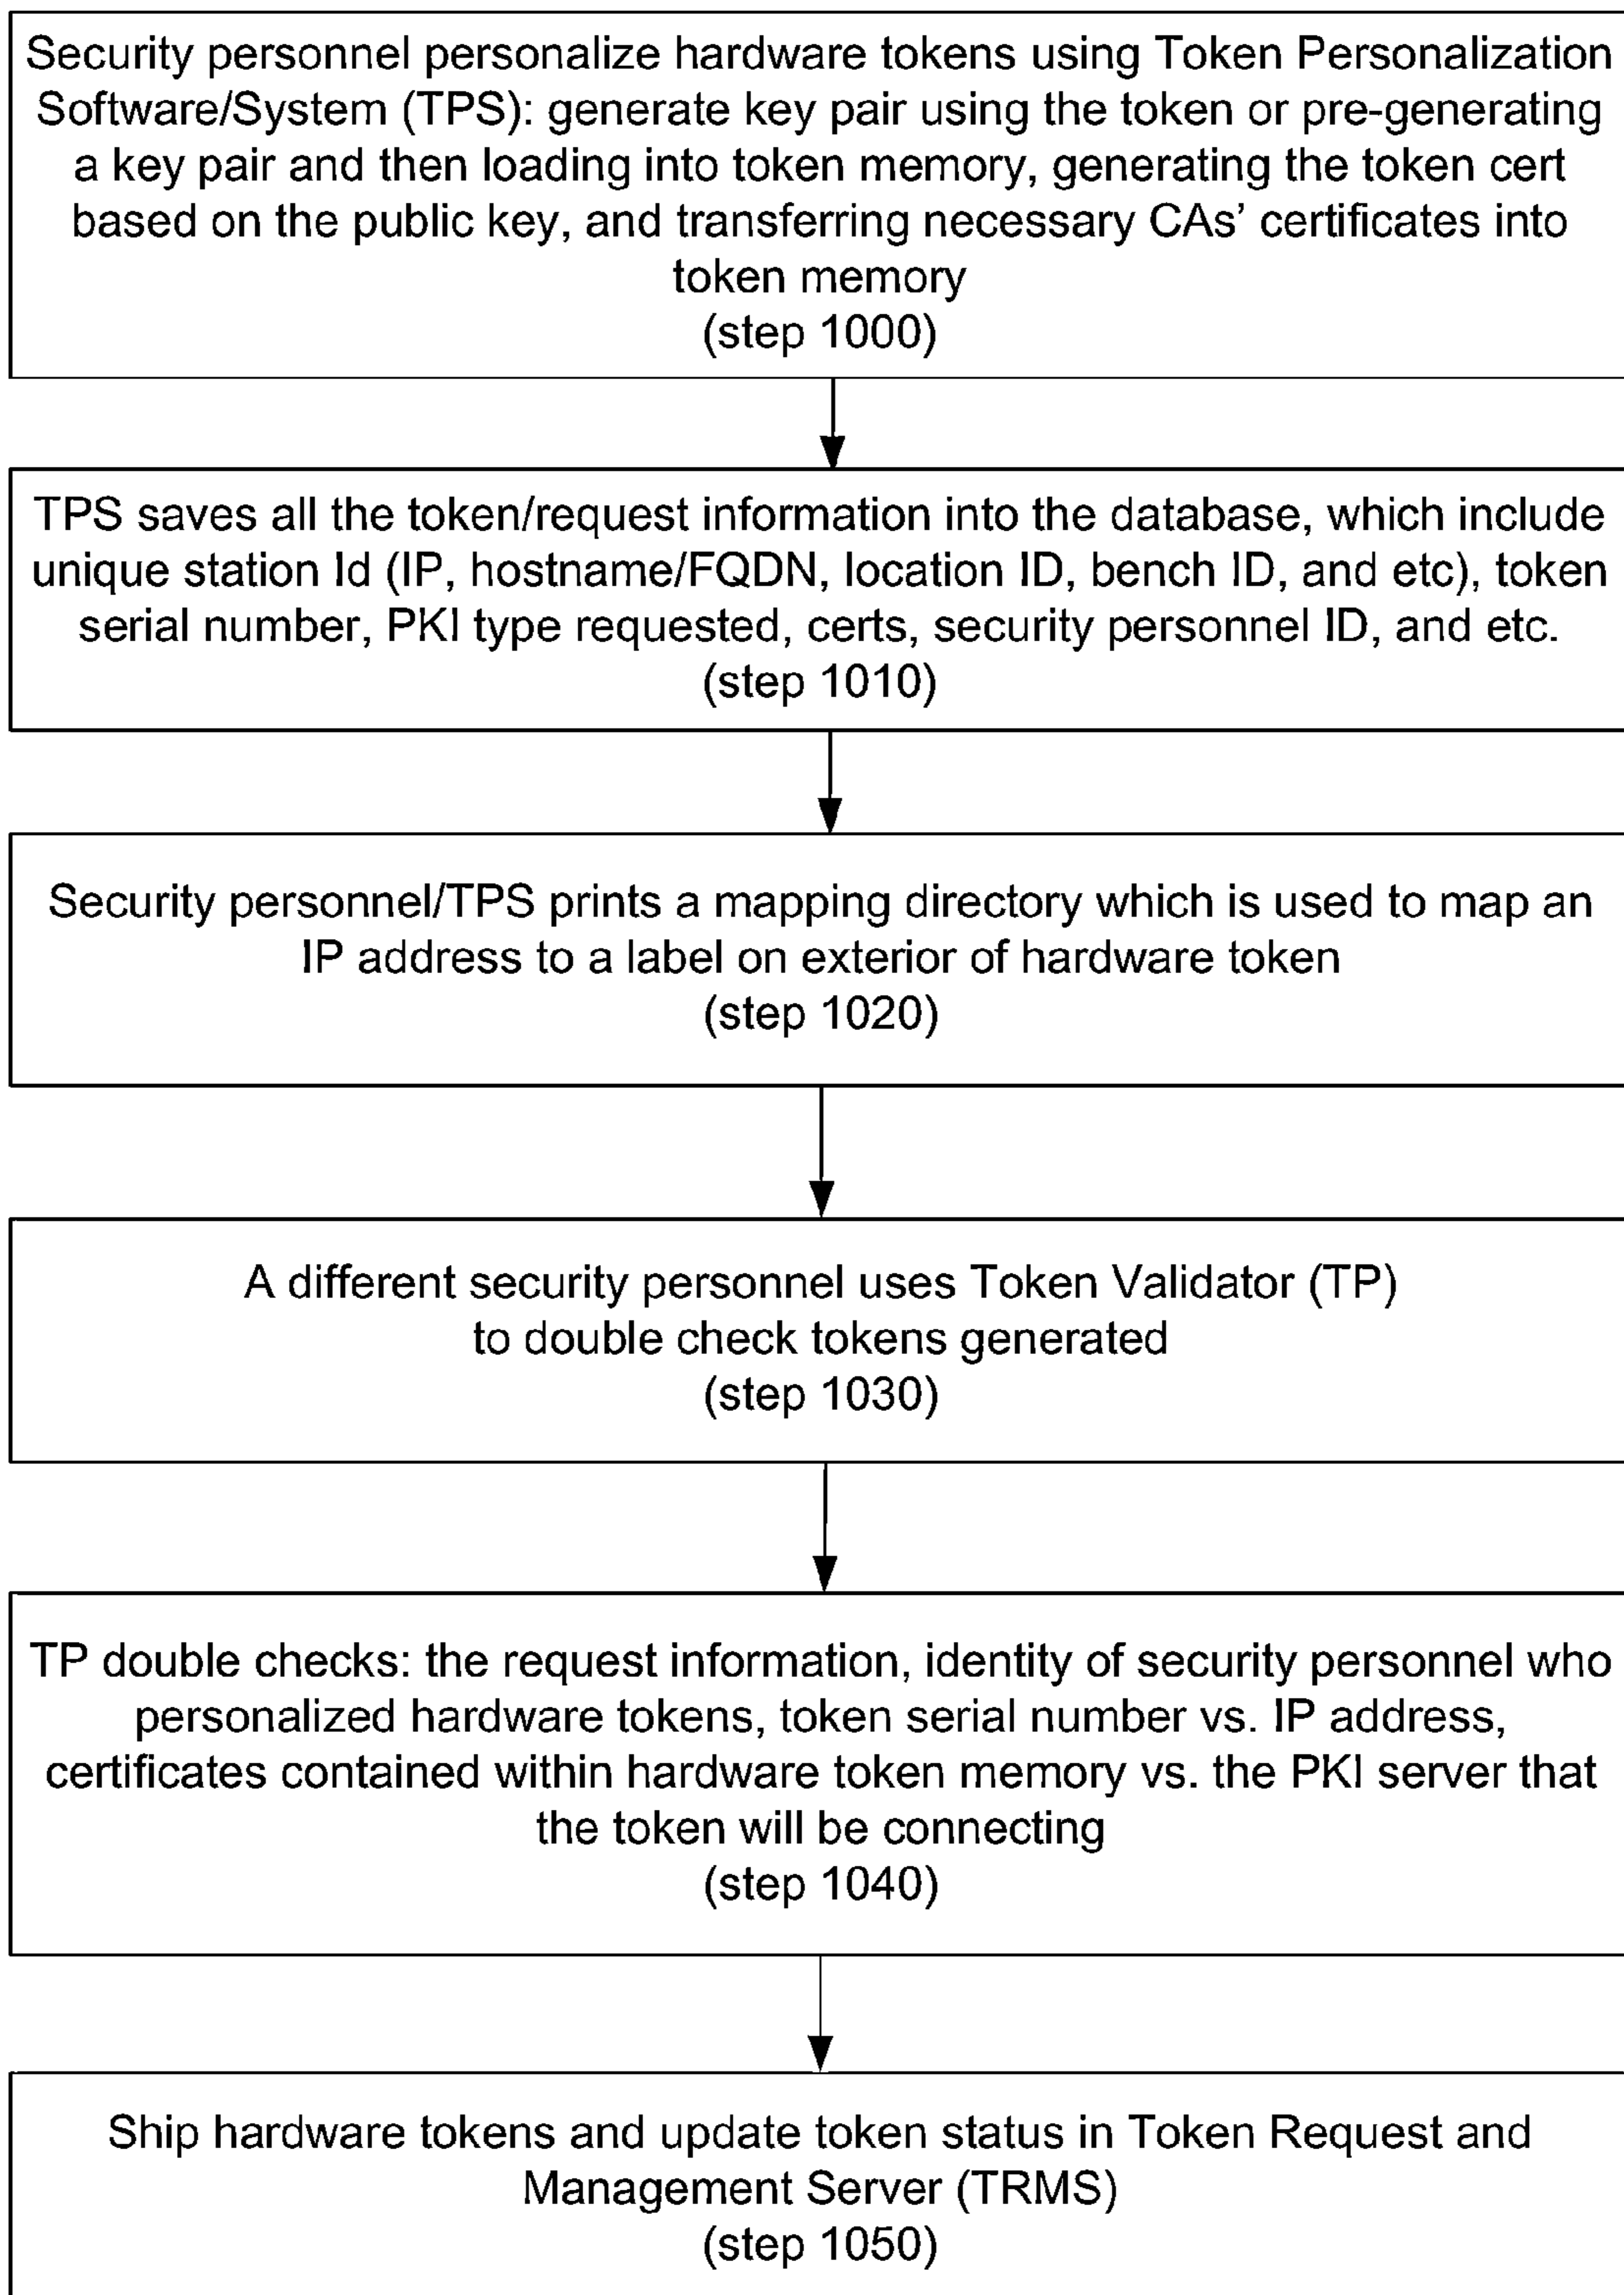 Security personnel personalize hardware tokens using Token Personalization
Software/System (TPS): generate key pair using the token or pre-generating
a key pair and then loading into token memory, generating the token cert
based on the public key, and transferring necessary CAs' certificates into
token memory
(step 1000)
TPS saves all the token/request information into the database, which include
unique station Id (IP, hostname/FQDN, location ID, bench ID, and etc), token
serial number, PKI type requested, certs, security personnel ID, and etc.
(step 1010)
Security personnel/TPS prints a mapping directory which is used to map an
IP address to a label on exterior of hardware token
(step 1020)
A different security personnel uses Token Validator (TP)
to double check tokens generated
(step 1030)
TP double checks: the request information, identity of security personnel who
personalized hardware tokens, token serial number vs. IP address,
certificates contained within hardware token memory vs. the PKI server that
the token will be connecting
(step 1040)
Ship hardware tokens and update token status in Token Request and
Management Server (TRMS)
(step 1050)